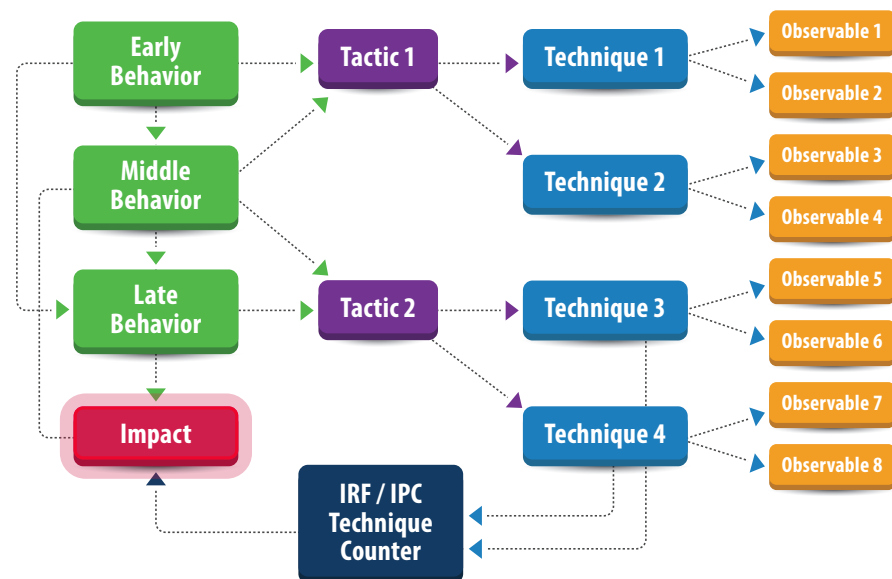 Early
Behavior
Tactic 1
Technique 1
Observable 1
Observable 2
Middle
Behavior
Technique 2
Observable 3
Observable 4
Late
Behavior
Tactic 2
Technique 3
Observable 5
Observable 6
Impact
Technique 4
Observable 7
Observable 8
IRF / IPC
Technique
Counter